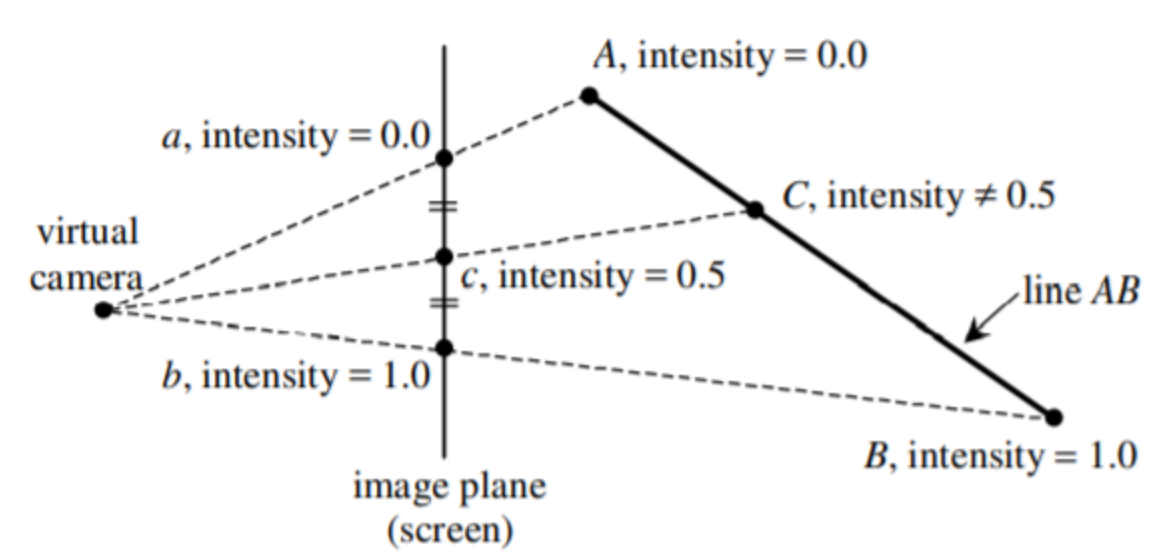 A, intensity = 0.0
a, intensity = 0.0
C, intensity ≠ 0.5
virtual
camera
c, intensity = 0.5
line AB
b, intensity = 1.0
B, intensity = 1.0
image plane
(screen)